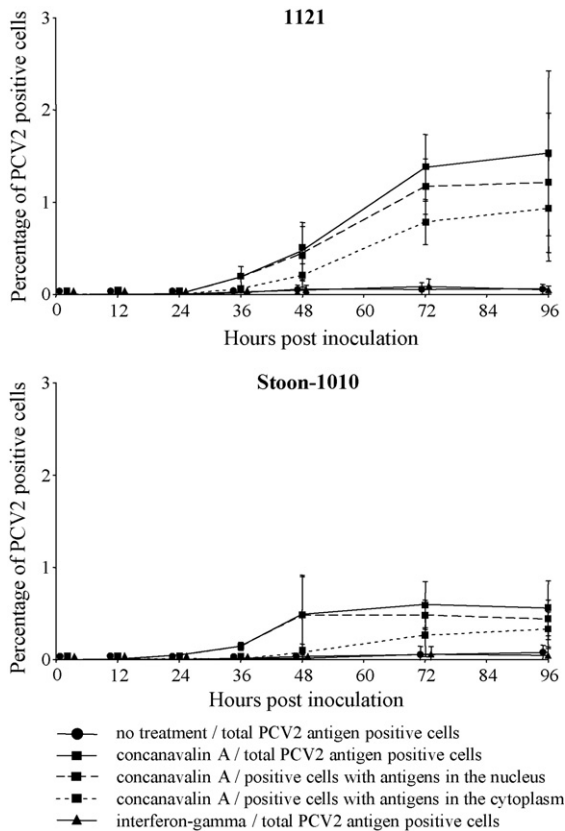 1121
Percentage of PCV2 positive cells
3
2
1
0
0 12 24 36 48 60 72 84 96
Hours post inoculation
Stoon-1010
Percentage of PCV2 positive cells
3
2
1
0
0 12 24 36 48 60 72 84 96
Hours post inoculation
no treatment / total PCV2 antigen positive cells
concanavalin A / total PCV2 antigen positive cells
concanavalin A / positive cells with antigens in the nucleus
concanavalin A / positive cells with antigens in the cytoplasm
interferon-gamma / total PCV2 antigen positive cells